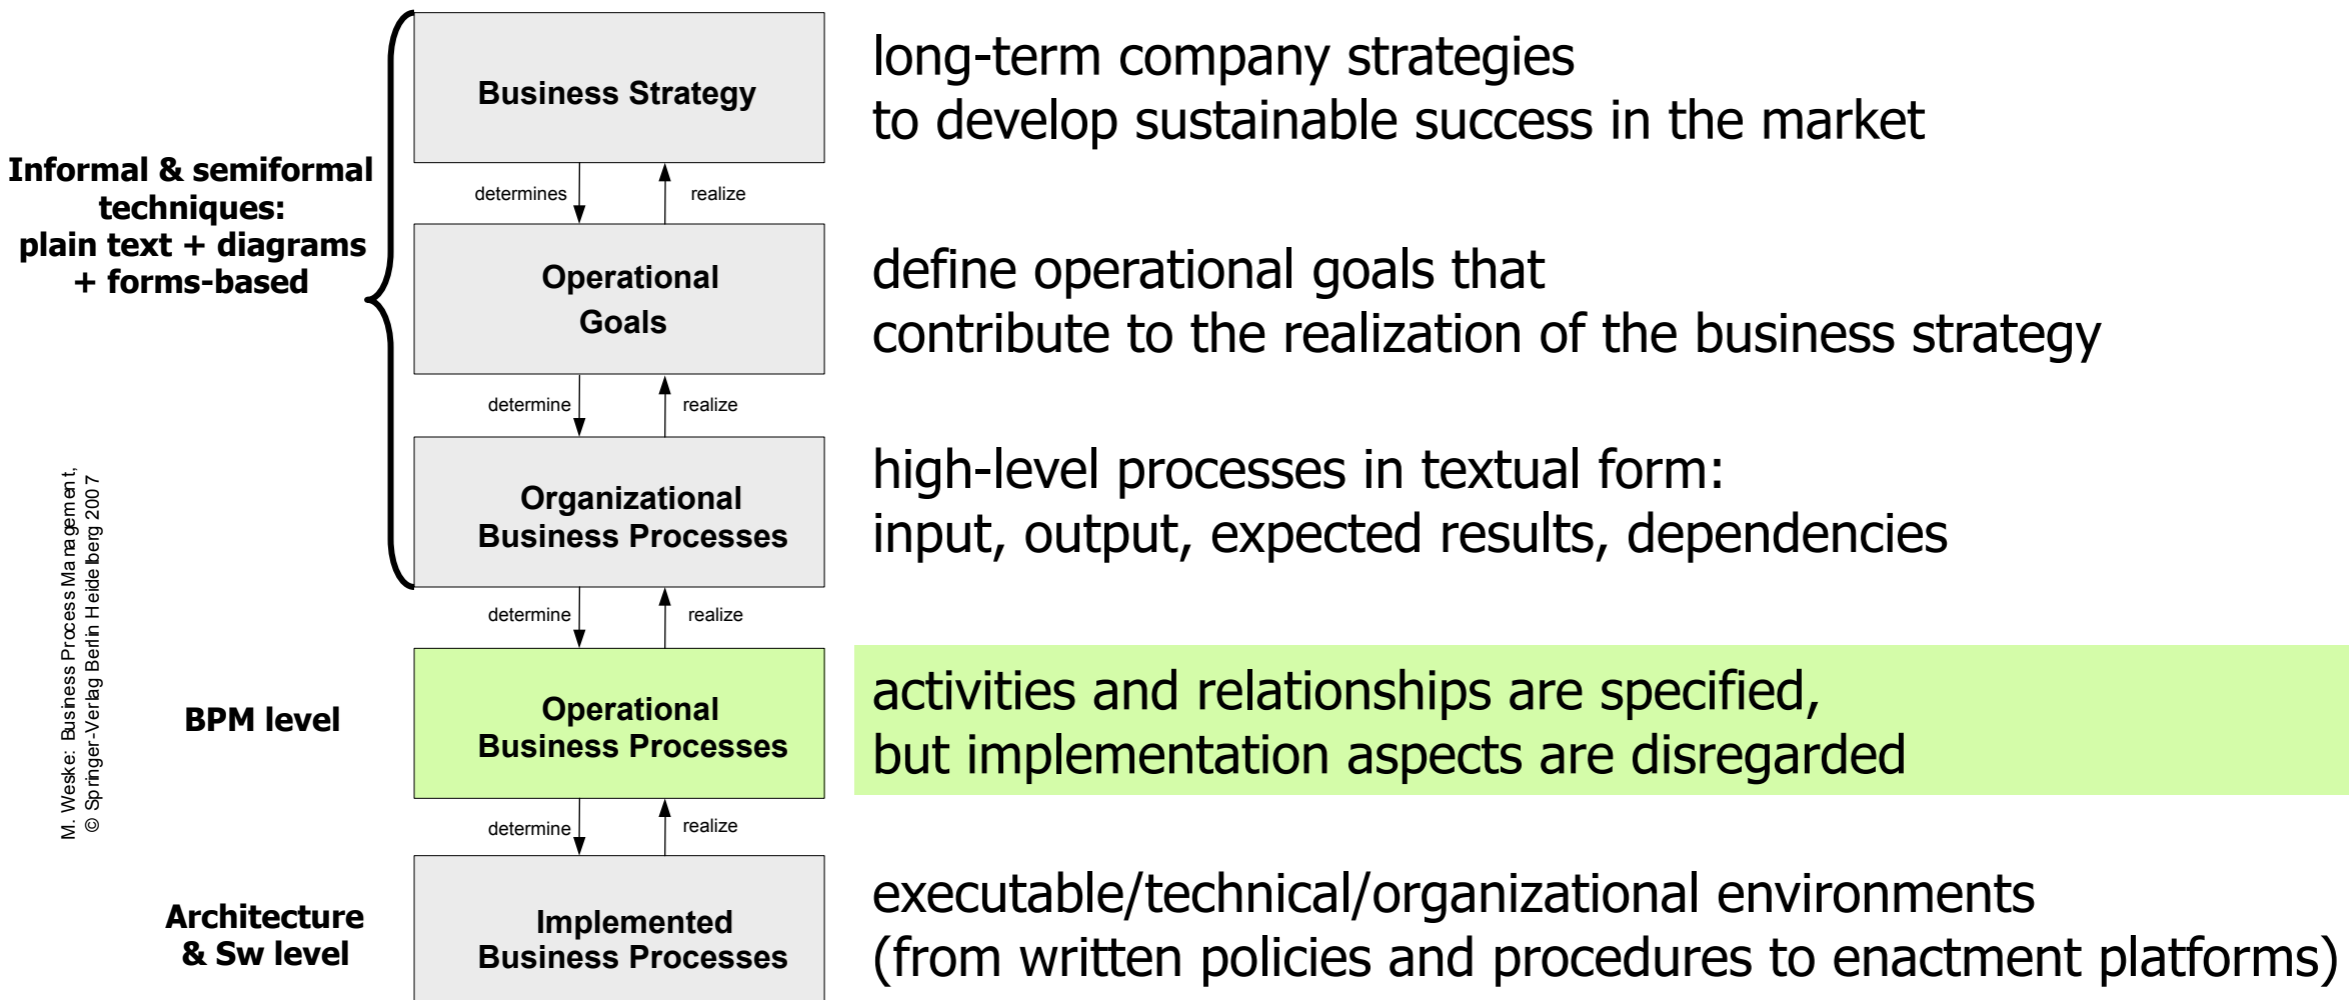 Business Strategy
long-term company strategies
to develop sustainable success in the market
Informal & semiformal
techniques:
plain text + diagrams
+ forms-based
determines
realize
Operational
Goals
define operational goals that
contribute to the realization of the business strategy
determine
realize
Organizational
Business Processes
high-level processes in textual form:
input, output, expected results, dependencies
M. Weske: Business Process Management,
© Springer-Verlag Berlin Heidelberg 2007
determine
realize
BPM level
Operational
Business Processes
activities and relationships are specified,
but implementation aspects are disregarded
determine
realize
Architecture
& Sw level
Implemented
Business Processes
executable/technical/organizational environments
(from written policies and procedures to enactment platforms)